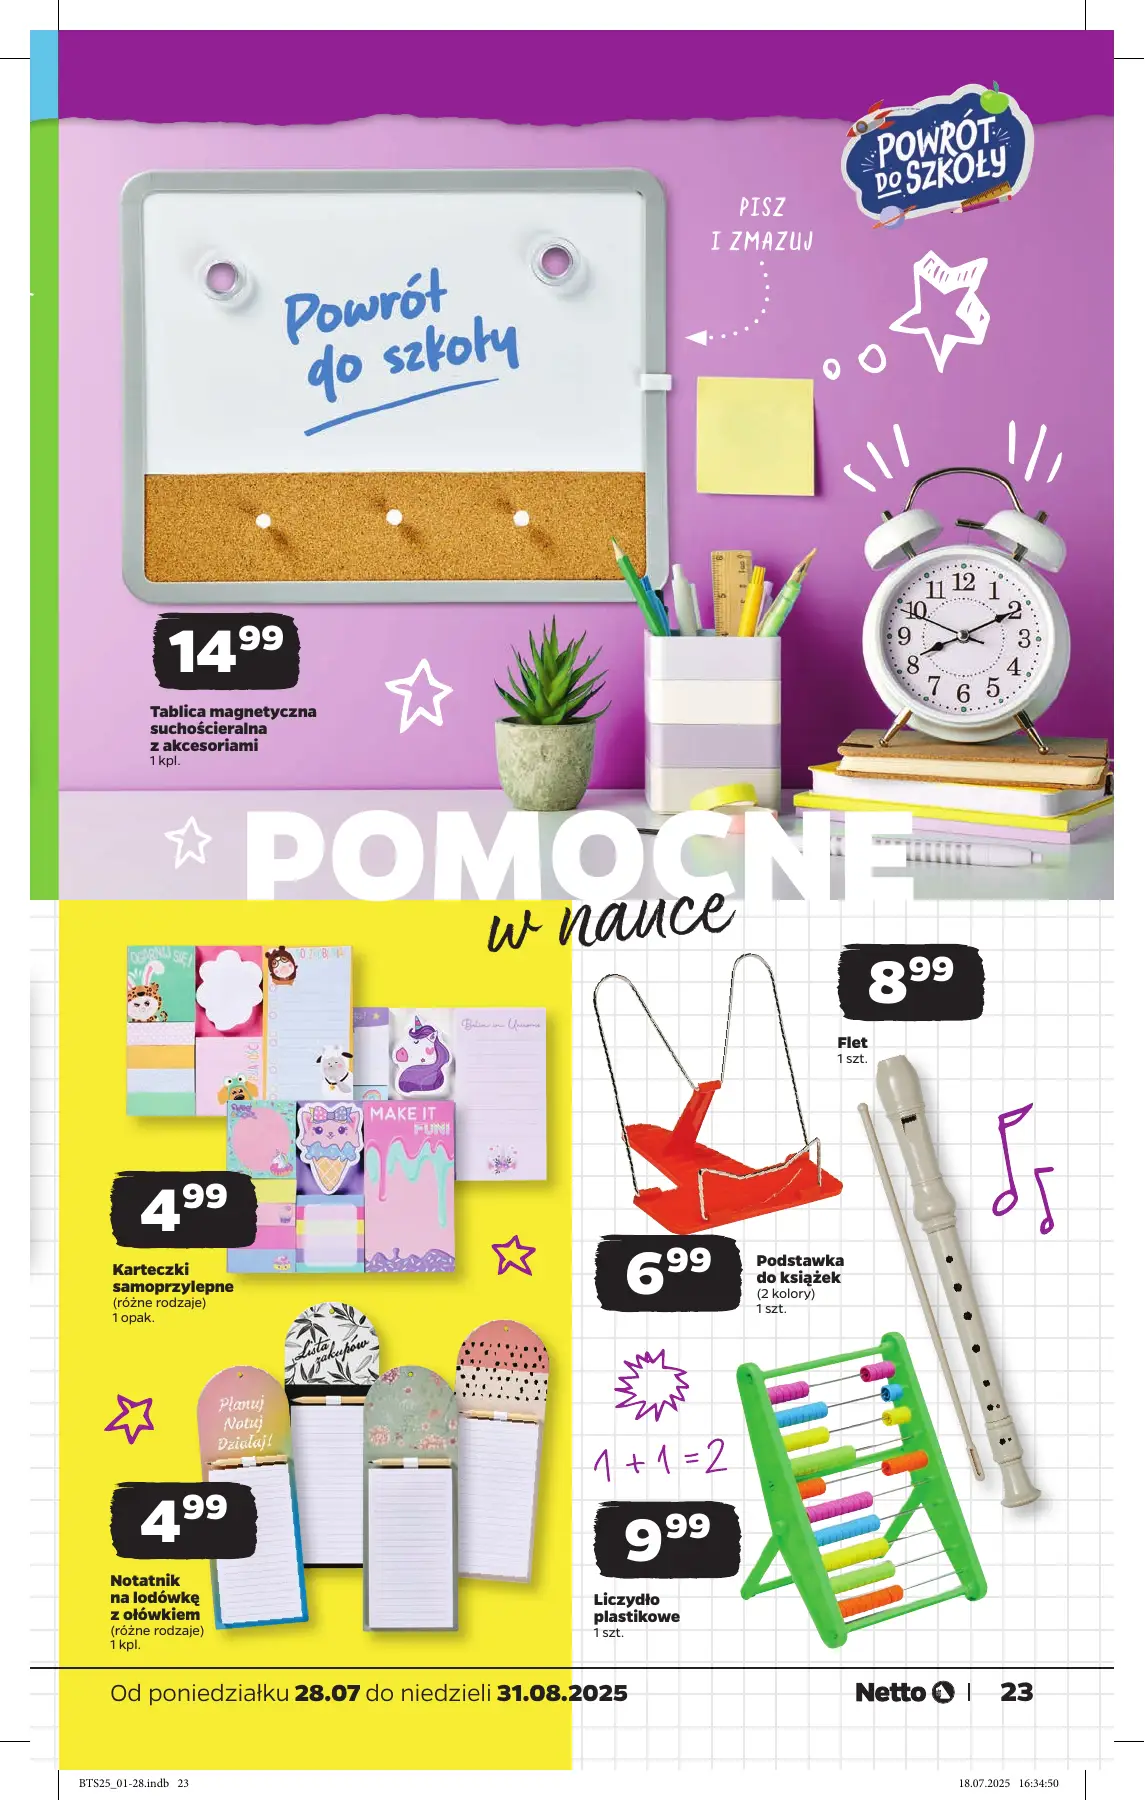 POWRÓT
DO SZKOŁY
PISZ
I ZMAZUJ
Powrót
do szkoły
14 99
Tablica magnetyczna
suchościeralna
z akcesoriami
1 kpl.
POMOCNE
w nauce
8 99
Flet
1 szt.
MAKE IT
FUN!
4 99
Karteczki
samoprzylepne
(różne rodzaje)
1 opak.
6 99
Podstawka
do książek
(2 kolory)
1 szt.
Lista
zakupów
Planuj
Notuj
Działaj!
1 + 1 = 2
4 99
Notatnik
na lodówkę
z ołówkiem
(różne rodzaje)
1 kpl.
9 99
Liczydło
plastikowe
1 szt.
Od poniedziałku 28.07 do niedzieli 31.08.2025
Netto | 23
BTS25_01-28.indb 23
18.07.2025 16:34:50